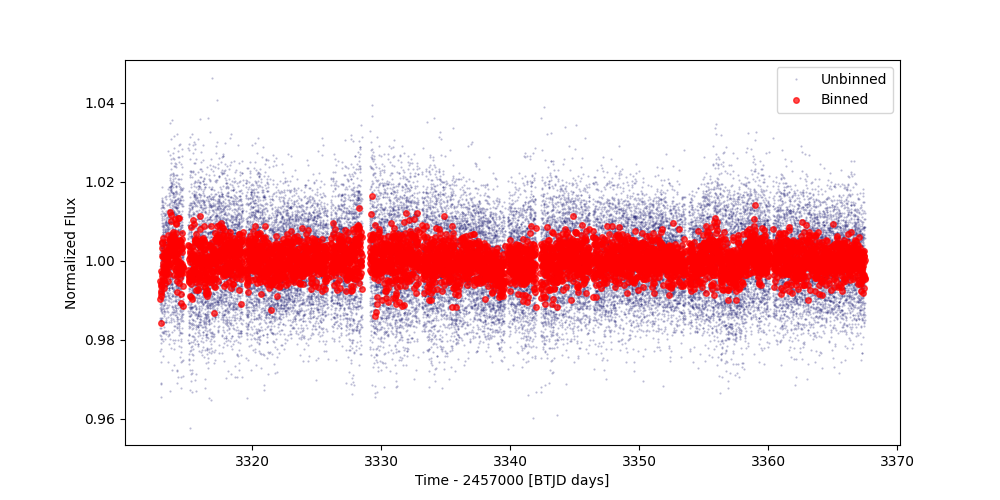 Unbinned
Binned
1.04
1.02
1.00
0.98
0.96
Normalized Flux
3320 3330 3340 3350 3360 3370
Time - 2457000 [BTJD days]